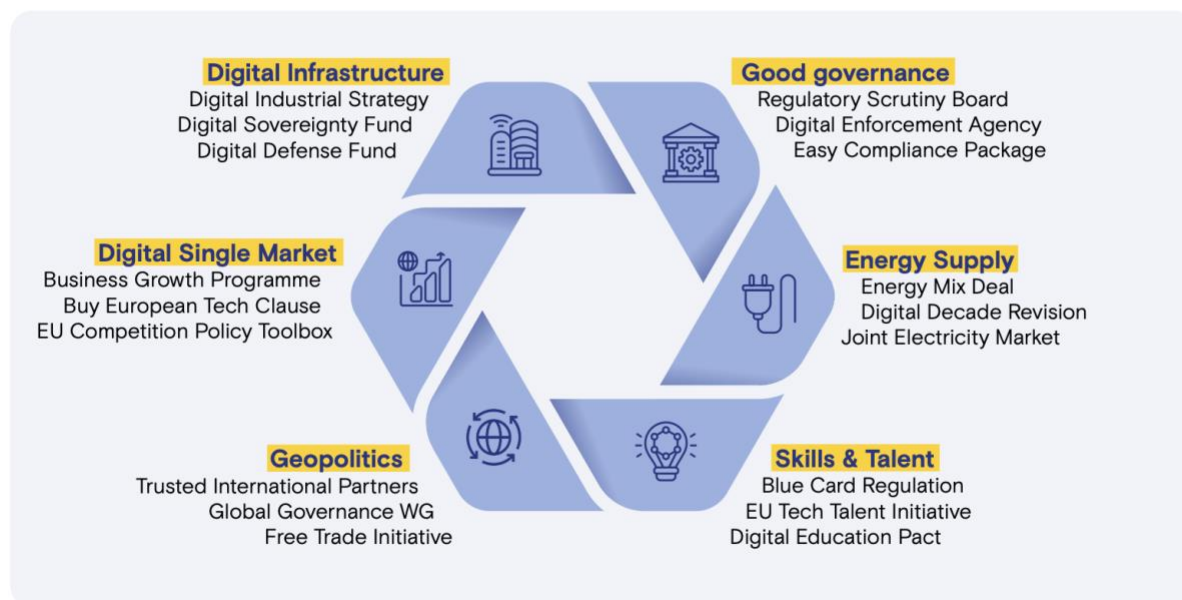 Digital Infrastructure
Digital Industrial Strategy
Digital Sovereignty Fund
Digital Defense Fund
Good governance
Regulatory Scrutiny Board
Digital Enforcement Agency
Easy Compliance Package
Digital Single Market
Business Growth Programme
Buy European Tech Clause
EU Competition Policy Toolbox
Energy Supply
Energy Mix Deal
Digital Decade Revision
Joint Electricity Market
Geopolitics
Trusted International Partners
Global Governance WG
Free Trade Initiative
Skills & Talent
Blue Card Regulation
EU Tech Talent Initiative
Digital Education Pact